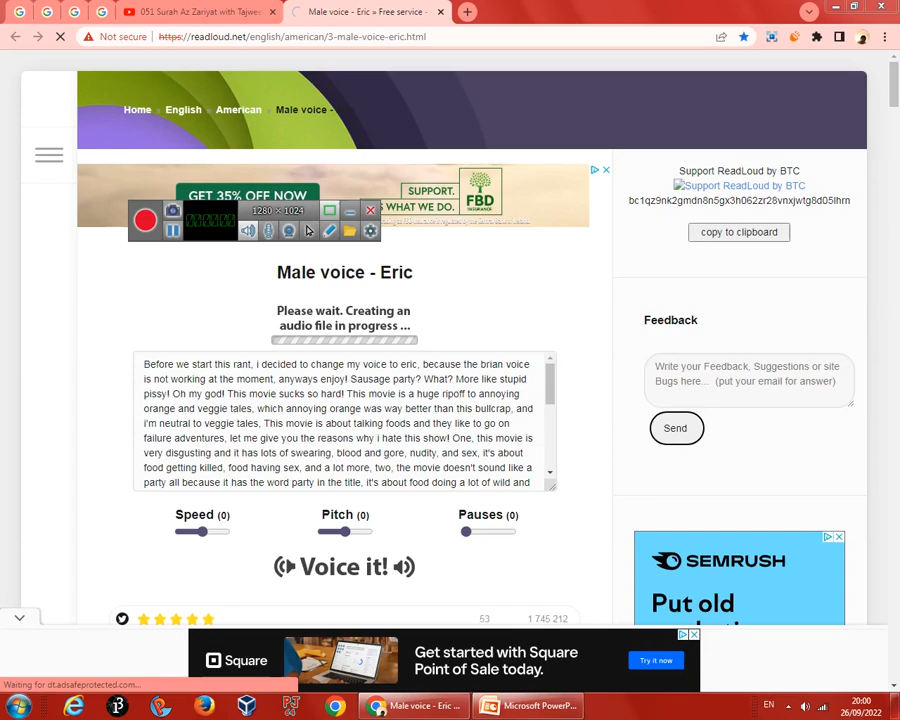 051 Surah Az Zariyat with Tajwee
Male voice - Eric » Free service -
Not secure
https://readloud.net/english/american/3-male-voice-eric.html
Home » English » American » Male voice -
GET 35% OFF NOW
SUPPORT.
S WHAT WE DO.
FBD
INSURANCE
1280 × 1024
Support ReadLoud by BTC
Support ReadLoud by BTC
bc1qz9nk2gmdn8n5gx3h062zr28vnxjwtg8d05lhrn
copy to clipboard
Male voice - Eric
Please wait. Creating an
audio file in progress ...
Before we start this rant, i decided to change my voice to eric, because the brian voice
is not working at the moment, anyways enjoy! Sausage party? What? More like stupid
pissy! Oh my god! This movie sucks so hard! This movie is a huge ripoff to annoying
orange and veggie tales, which annoying orange was way better than this bullcrap, and
i'm neutral to veggie tales, This movie is about talking foods and they like to go on
failure adventures, let me give you the reasons why i hate this show! One, this movie is
very disgusting and it has lots of swearing, blood and gore, nudity, and sex, it's about
food getting killed, food having sex, and a lot more, two, the movie doesn't sound like a
party all because it has the word party in the title, it's about food doing a lot of wild and
Feedback
Write your Feedback, Suggestions or site
Bugs here... (put your email for answer)
Send
Speed (0)
Pitch (0)
Pauses (0)
Voice it!
53
1 745 212
SEMRUSH
Put old
Square
Get started with Square
Point of Sale today.
Try it now
Waiting for dt.adsafeprotected.com...
Male voice - Eric ...
Microsoft PowerP...
EN
20:00
26/09/2022